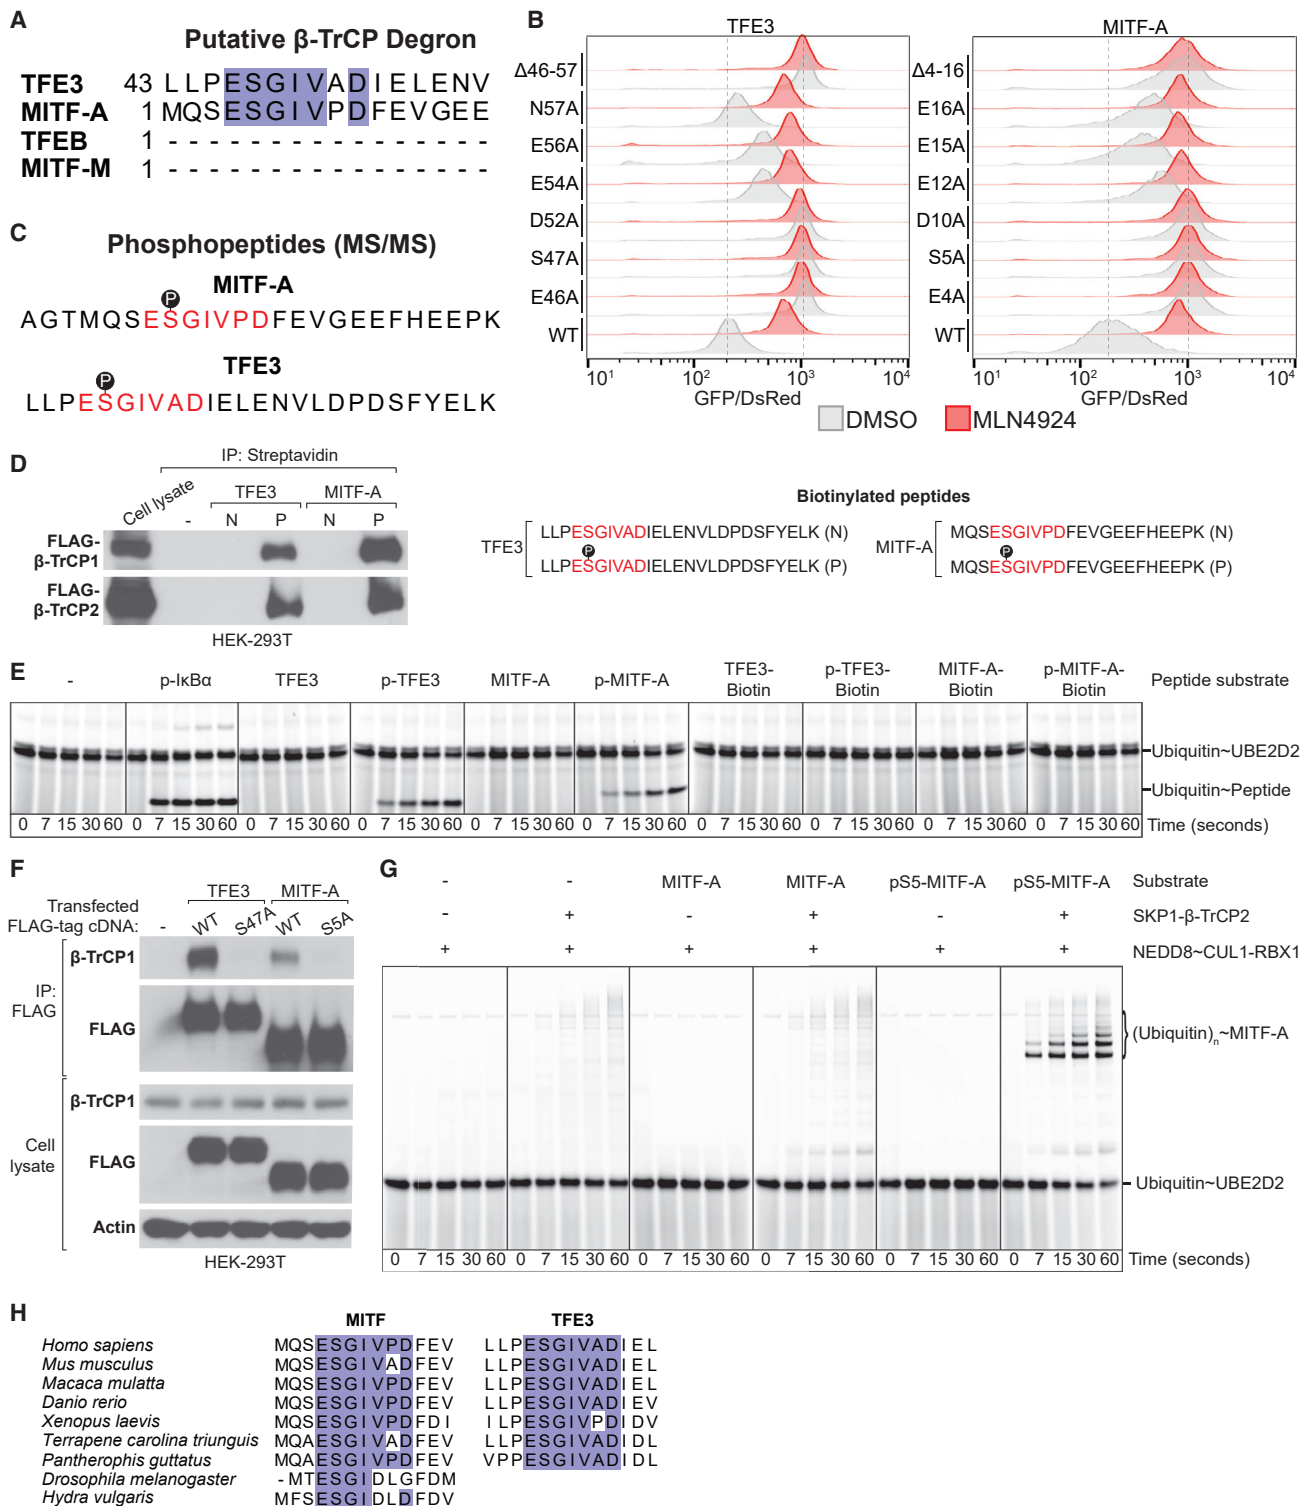 A
Putative β-TrCP Degron
TFE3 43 L L P E S G I V A D I E L E N V
MITF-A 1 M Q S E S G I V P D F E V G E E
TFEB 1 - - - - - - - - - - - - - - - -
MITF-M 1 - - - - - - - - - - - - - - - -
B
TFE3
Δ46-57
N57A
E56A
E54A
D52A
S47A
E46A
WT
10¹ 10² 10³ 10⁴
GFP/DsRed
MITF-A
Δ4-16
E16A
E15A
E12A
D10A
S5A
E4A
WT
10¹ 10² 10³ 10⁴
GFP/DsRed
DMSO MLN4924
C
Phosphopeptides (MS/MS)
MITF-A
P
AGTMQSESGIVPDFEVGEEFHEEPK
TFE3
P
LLPESGIVADIELENVLDPDSFYELK
D
IP: Streptavidin
Cell lysate TFE3 MITF-A
- N P N P
FLAG-β-TrCP1
FLAG-β-TrCP2
HEK-293T
Biotinylated peptides
TFE3
LLPESGIVADIELENVLDPDSFYELK (N)
P
LLPESGIVADIELENVLDPDSFYELK (P)
MITF-A
MQSESGIVPDFEVGEEFHEEPK (N)
P
MQSESGIVPDFEVGEEFHEEPK (P)
E
- p-IκBα TFE3 p-TFE3 MITF-A p-MITF-A TFE3-Biotin p-TFE3-Biotin MITF-A-Biotin p-MITF-A-Biotin Peptide substrate
Ubiquitin~UBE2D2
Ubiquitin~Peptide
0 7 15 30 60 0 7 15 30 60 0 7 15 30 60 0 7 15 30 60 0 7 15 30 60 0 7 15 30 60 0 7 15 30 60 0 7 15 30 60 0 7 15 30 60 0 7 15 30 60 Time (seconds)
F
TFE3 MITF-A
Transfected FLAG-tag cDNA: - WT S47A WT S5A
IP: FLAG
β-TrCP1
FLAG
Cell lysate
β-TrCP1
FLAG
Actin
HEK-293T
G
- - MITF-A MITF-A pS5-MITF-A pS5-MITF-A Substrate
- + - + - + SKP1-β-TrCP2
+ + + + + + NEDD8~CUL1-RBX1
(Ubiquitin)n~MITF-A
Ubiquitin~UBE2D2
0 7 15 30 60 0 7 15 30 60 0 7 15 30 60 0 7 15 30 60 0 7 15 30 60 0 7 15 30 60 Time (seconds)
H
MITF TFE3
Homo sapiens MQSESGIVPDFEV LLPESGIVADIEL
Mus musculus MQSESGIVADFEV LLPESGIVADIEL
Macaca mulatta MQSESGIVPDFEV LLPESGIVADIEL
Danio rerio MQSESGIVPDFEV LLPESGIVADIEV
Xenopus laevis MQSESGIVPDFDI ILPESGIVPDIDV
Terrapene carolina triunguis MQAESGIVADFEV LLPESGIVADIDL
Pantherophis guttatus MQAESGIVPDFEV VPPESGIVADIDL
Drosophila melanogaster -MTESGIDLGFDM
Hydra vulgaris MFSESGIDLDFDV